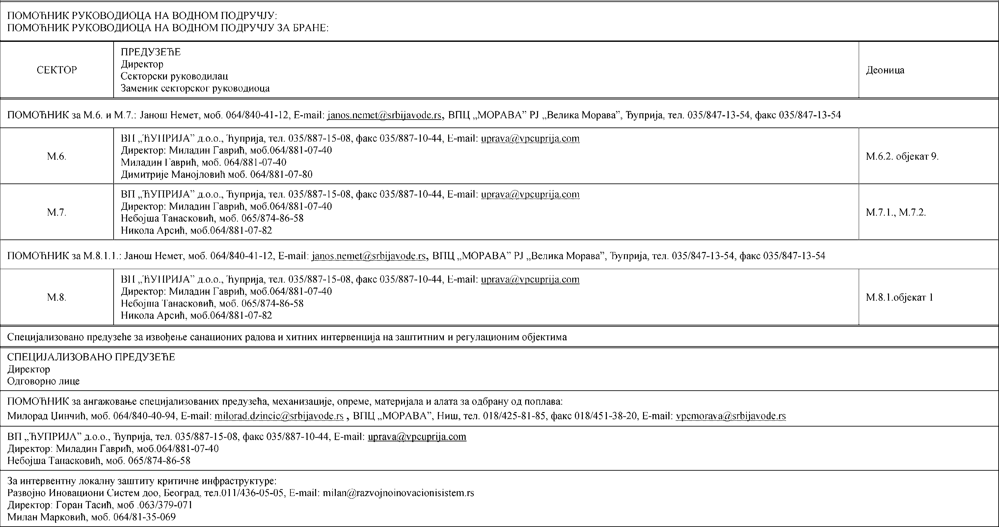 ПОМОЋНИК РУКОВОДИОЦА НА ВОДНОМ ПОДРУЧЈУ:
ПОМОЋНИК РУКОВОДИОЦА НА ВОДНОМ ПОДРУЧЈУ ЗА БРАНЕ:
СЕКТОР
ПРЕДУЗЕЋЕ
Директор
Секторски руководилац
Заменик секторског руководиоца
Деоница
ПОМОЋНИК за М.6. и М.7.: Јанош Немет, моб. 064/840-41-12, E-mail: janos.nemet@srbijavode.rs, ВПЦ „МОРАВА” РЈ „Велика Морава”, Ћуприја, тел. 035/847-13-54, факс 035/847-13-54
М.6.
ВП „ЋУПРИЈА” д.о.о., Ћуприја, тел. 035/887-15-08, факс 035/887-10-44, E-mail: uprava@vpcuprija.com
Директор: Миладин Гаврић, моб.064/881-07-40
Миладин Гаврић, моб. 064/881-07-40
Димитрије Манојловић моб. 064/881-07-80
М.6.2. објекат 9.
М.7.
ВП „ЋУПРИЈА” д.о.о., Ћуприја, тел. 035/887-15-08, факс 035/887-10-44, E-mail: uprava@vpcuprija.com
Директор: Миладин Гаврић, моб.064/881-07-40
Небојша Танасковић, моб. 065/874-86-58
Никола Арсић, моб.064/881-07-82
М.7.1., М.7.2.
ПОМОЋНИК за М.8.1.1.: Јанош Немет, моб. 064/840-41-12, E-mail: janos.nemet@srbijavode.rs, ВПЦ „МОРАВА” РЈ „Велика Морава”, Ћуприја, тел. 035/847-13-54, факс 035/847-13-54
М.8.
ВП „ЋУПРИЈА” д.о.о., Ћуприја, тел. 035/887-15-08, факс 035/887-10-44, E-mail: uprava@vpcuprija.com
Директор: Миладин Гаврић, моб.064/881-07-40
Небојша Танасковић, моб. 065/874-86-58
Никола Арсић, моб.064/881-07-82
М.8.1.објекат 1
Специјализовано предузеће за извођење санационих радова и хитних интервенција на заштитним и регулационим објектима
СПЕЦИЈАЛИЗОВАНО ПРЕДУЗЕЋЕ
Директор
Одговорно лице
ПОМОЋНИК за ангажовање специјализованих предузећа, механизације, опреме, материјала и алата за одбрану од поплава:
Милорад Џинчић, моб. 064/840-40-94, E-mail: milorad.dzincic@srbijavode.rs , ВПЦ „МОРАВА”, Ниш, тел. 018/425-81-85, факс 018/451-38-20, E-mail: vpcmorava@srbijavode.rs
ВП „ЋУПРИЈА” д.о.о., Ћуприја, тел. 035/887-15-08, факс 035/887-10-44, E-mail: uprava@vpcuprija.com
Директор: Миладин Гаврић, моб.064/881-07-40
Небојша Танасковић, моб. 065/874-86-58
За интервентну локалну заштиту критичне инфраструктуре:
Развојно Иновациони Систем доо, Београд, тел.011/436-05-05, E-mail: milan@razvojnoinovacionisistem.rs
Директор: Горан Тасић, моб .063/379-071
Милан Марковић, моб. 064/81-35-069